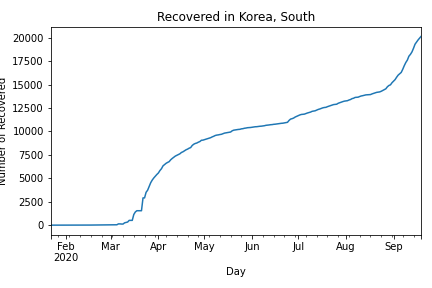 Recovered in Korea, South
Number of Recovered
20000
17500
15000
12500
10000
7500
5000
2500
0
Feb Mar Apr May Jun Jul Aug Sep
2020
Day